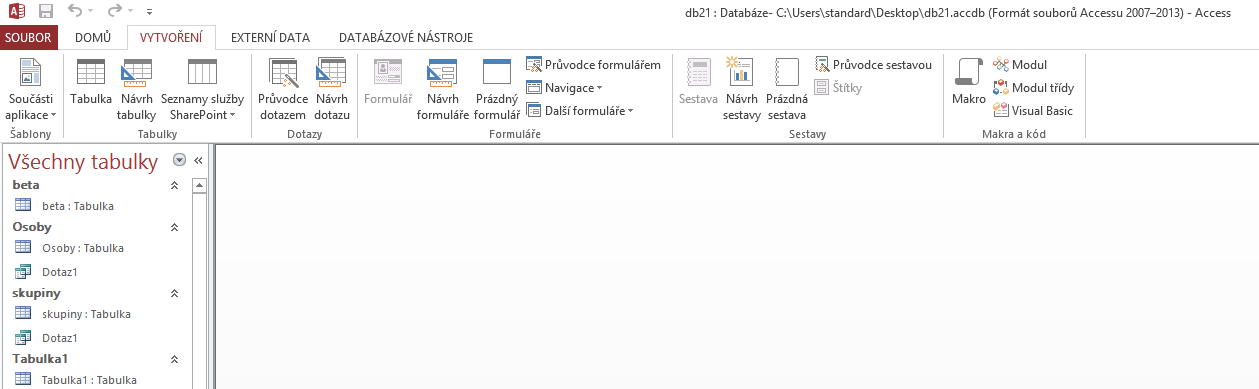 db21 : Databáze- C:\Users\standard\Desktop\db21.accdb (Formát souborů Accessu 2007–2013) - Access
SOUBOR DOMŮ VYTVOŘENÍ EXTERNÍ DATA DATABÁZOVÉ NÁSTROJE
Součásti aplikace
Šablony
Tabulka
Návrh tabulky
Seznamy služby SharePoint
Tabulky
Průvodce dotazem
Návrh dotazu
Dotazy
Formulář
Návrh formuláře
Prázdný formulář
Průvodce formulářem
Navigace
Další formuláře
Formuláře
Sestava
Návrh sestavy
Prázdná sestava
Průvodce sestavou
Štítky
Sestavy
Makro
Modul
Modul třídy
Visual Basic
Makra a kód
Všechny tabulky
beta
beta : Tabulka
Osoby
Osoby : Tabulka
Dotaz1
skupiny
skupiny : Tabulka
Dotaz1
Tabulka1
Tabulka1 : Tabulka